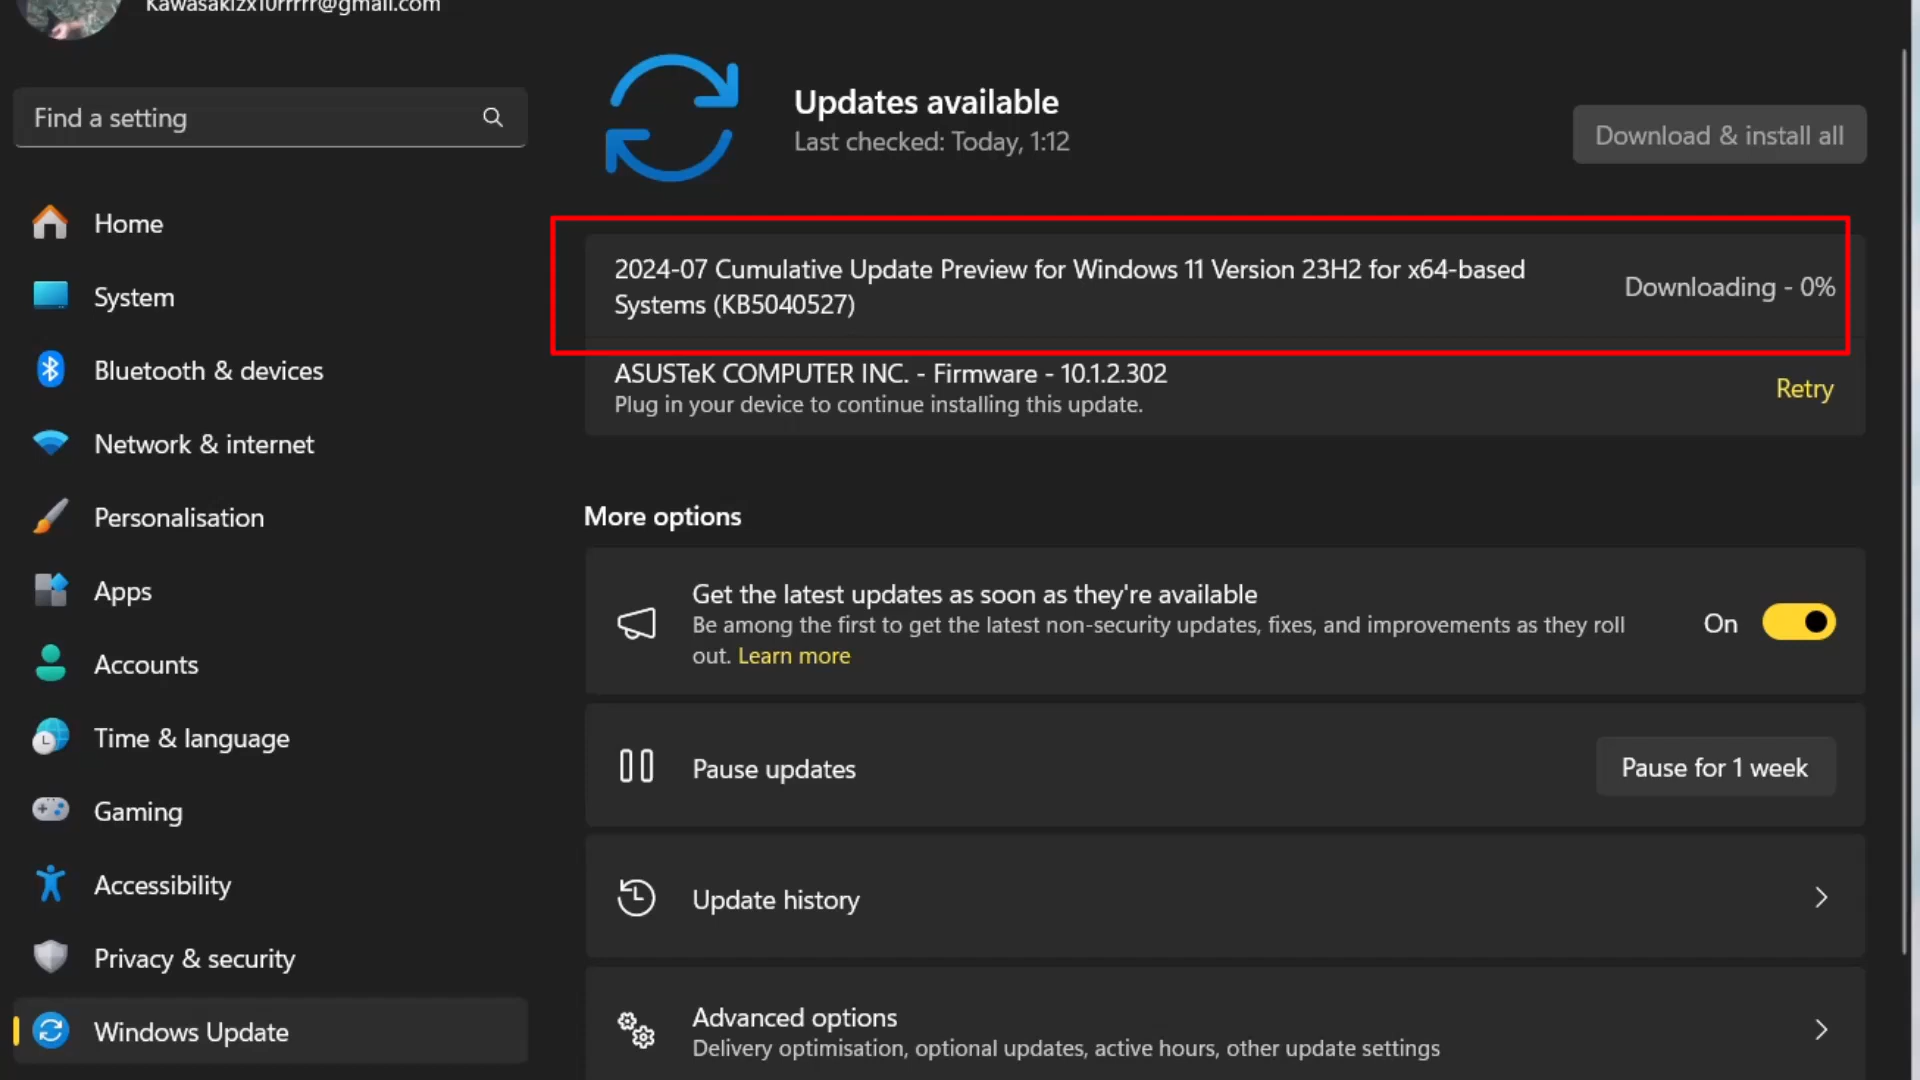 Kawasakizx10rrrrr@gmail.com
Find a setting
Home
System
Bluetooth & devices
Network & internet
Personalisation
Apps
Accounts
Time & language
Gaming
Accessibility
Privacy & security
Windows Update
Updates available
Last checked: Today, 1:12
Download & install all
2024-07 Cumulative Update Preview for Windows 11 Version 23H2 for x64-based
Systems (KB5040527)
Downloading - 0%
ASUSTeK COMPUTER INC. - Firmware - 10.1.2.302
Plug in your device to continue installing this update.
Retry
More options
Get the latest updates as soon as they're available
Be among the first to get the latest non-security updates, fixes, and improvements as they roll
out. Learn more
On
Pause updates
Pause for 1 week
Update history
Advanced options
Delivery optimisation, optional updates, active hours, other update settings